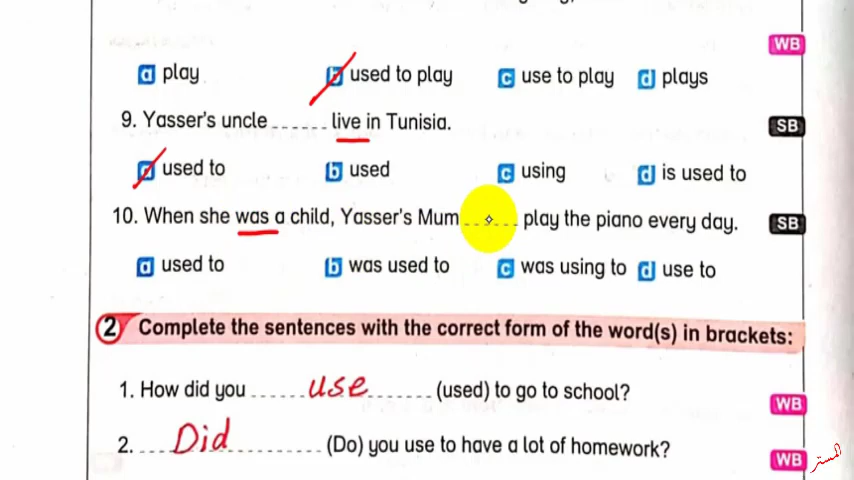 WB
a play b used to play c use to play d plays
9. Yasser's uncle ...... live in Tunisia.
SB
a used to b used c using d is used to
10. When she was a child, Yasser's Mum ...... play the piano every day.
SB
a used to b was used to c was using to d use to
2 Complete the sentences with the correct form of the word(s) in brackets:
1. How did you ...... use ...... (used) to go to school?
WB
2. ... Did ............ (Do) you use to have a lot of homework?
WB
المستر